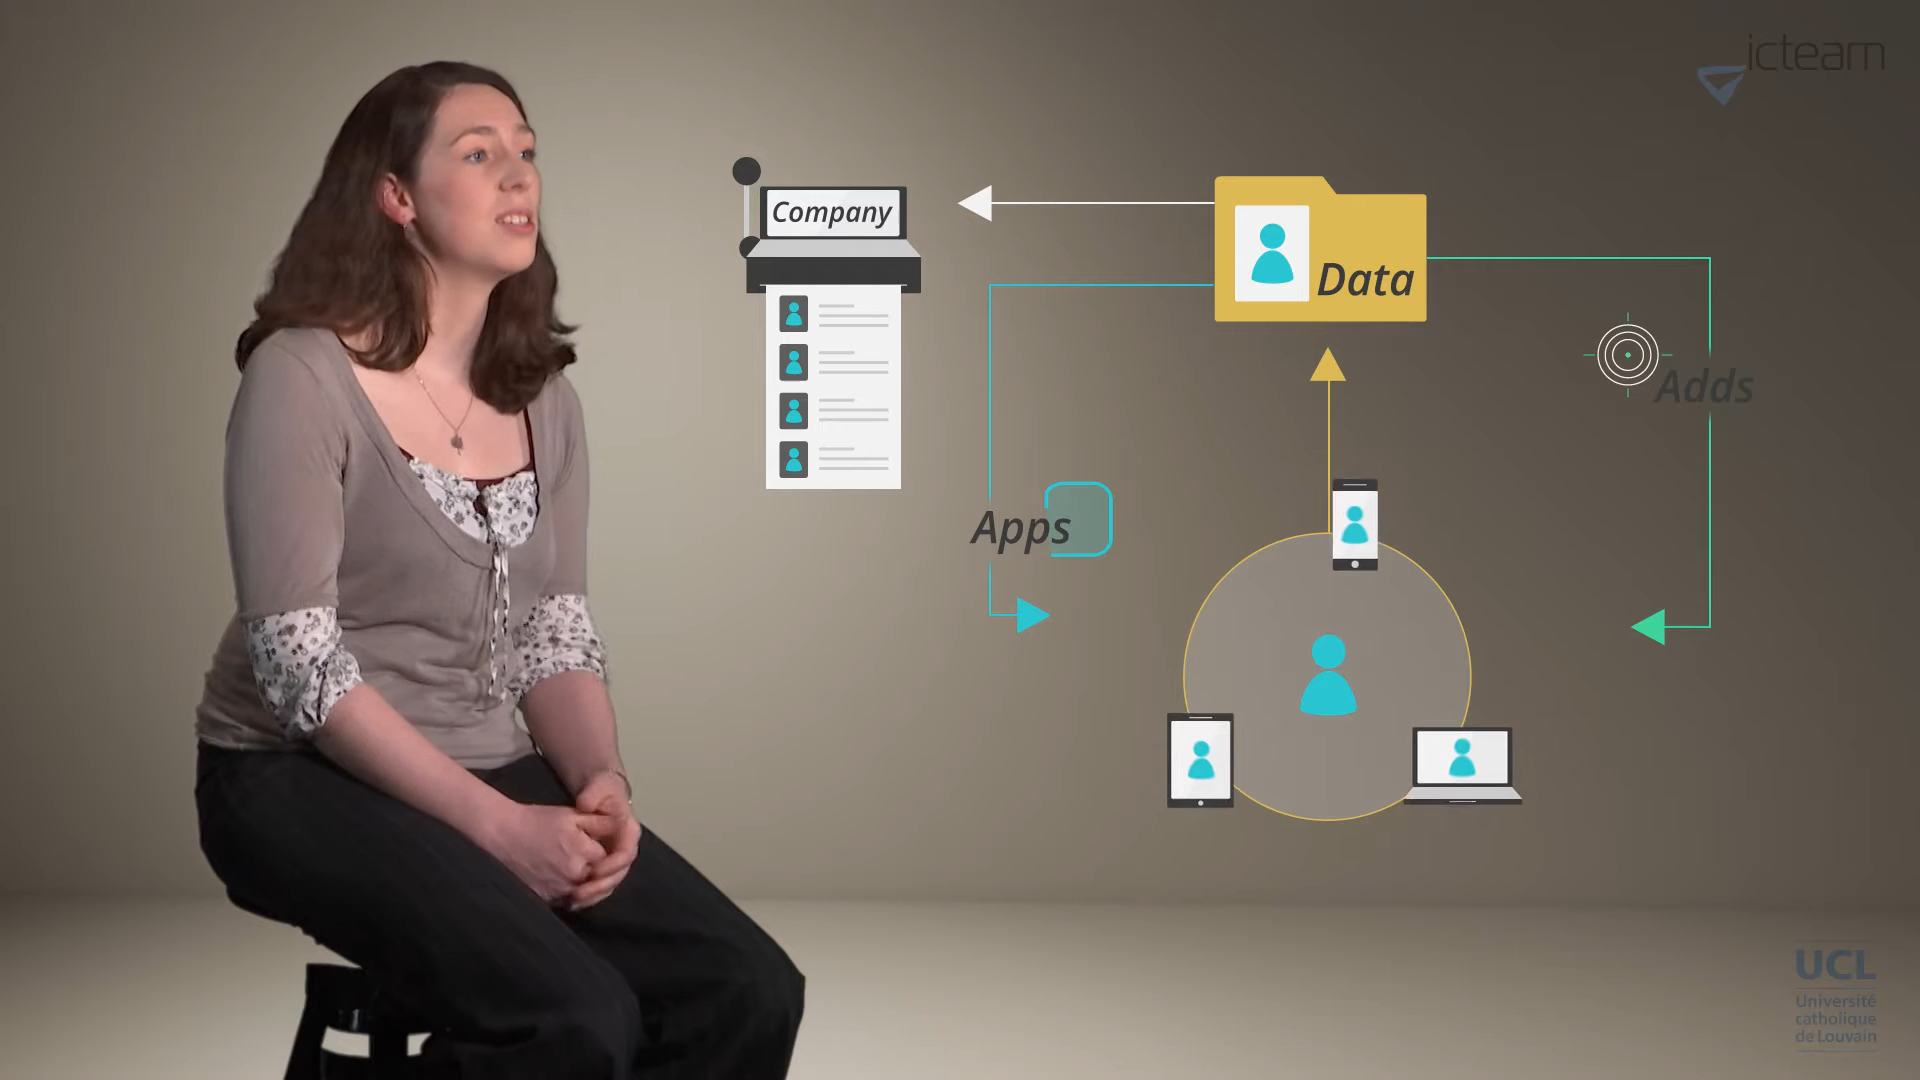 icteam
Company
Data
Adds
Apps
UCL
Université
catholique
de Louvain